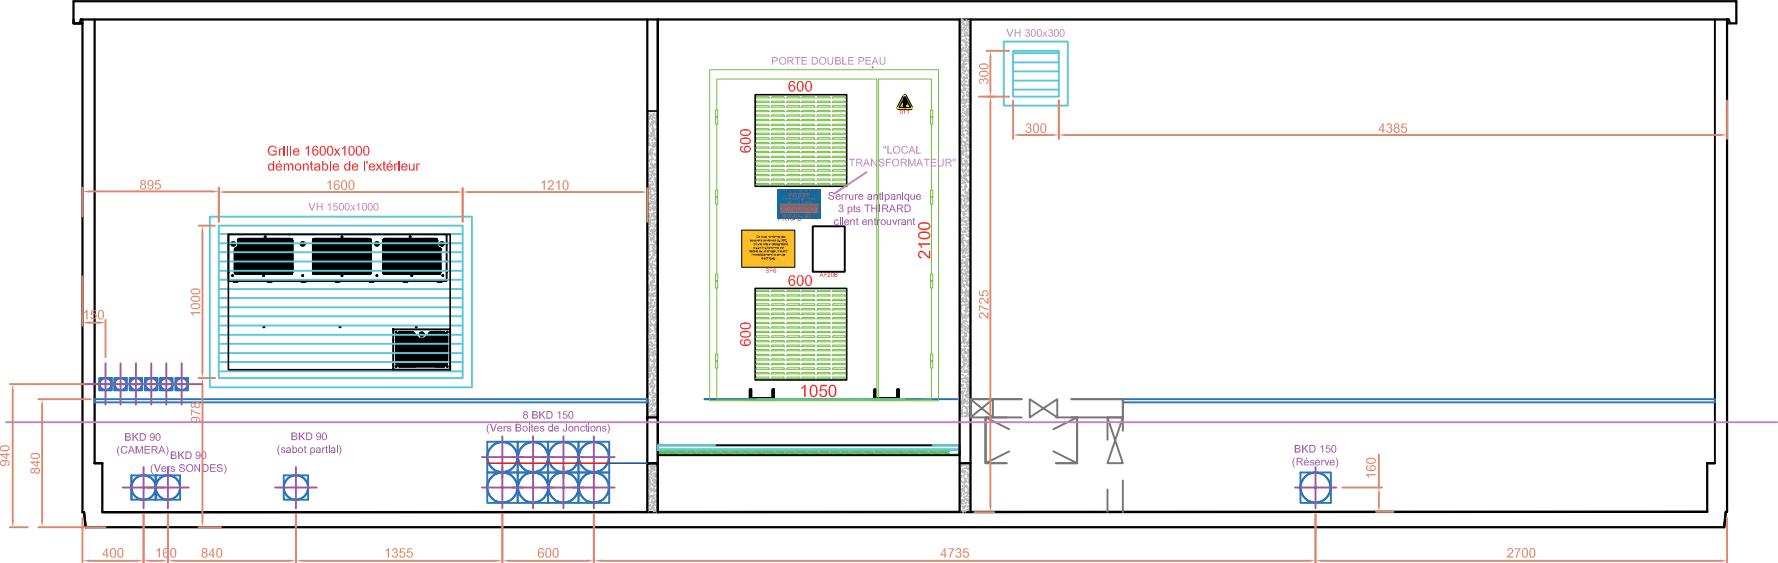 VH 300x300
PORTE DOUBLE PEAU
300
600
600
300
4385
Grille 1600x1000
démontable de l'extérieur
"LOCAL
TRANSFORMATEUR"
895
1600
1210
Serrure antipanique
3 pts THIRARD
client entrouvrant
VH 1500x1000
2100
SF6
AF20B
600
1000
2725
150
600
1050
978
8 BKD 150
(Vers Boites de Jonctions)
BKD 90
(CAMERA)
BKD 90
(Vers SONDES)
BKD 90
(sabot partial)
BKD 150
(Réserve)
940
840
160
400
160
840
1355
600
4735
2700